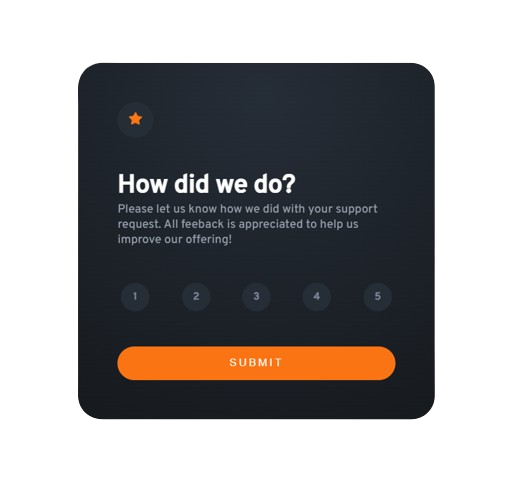 How did we do?
Please let us know how we did with your support
request. All feeback is appreciated to help us
improve our offering!
1 2 3 4 5
SUBMIT